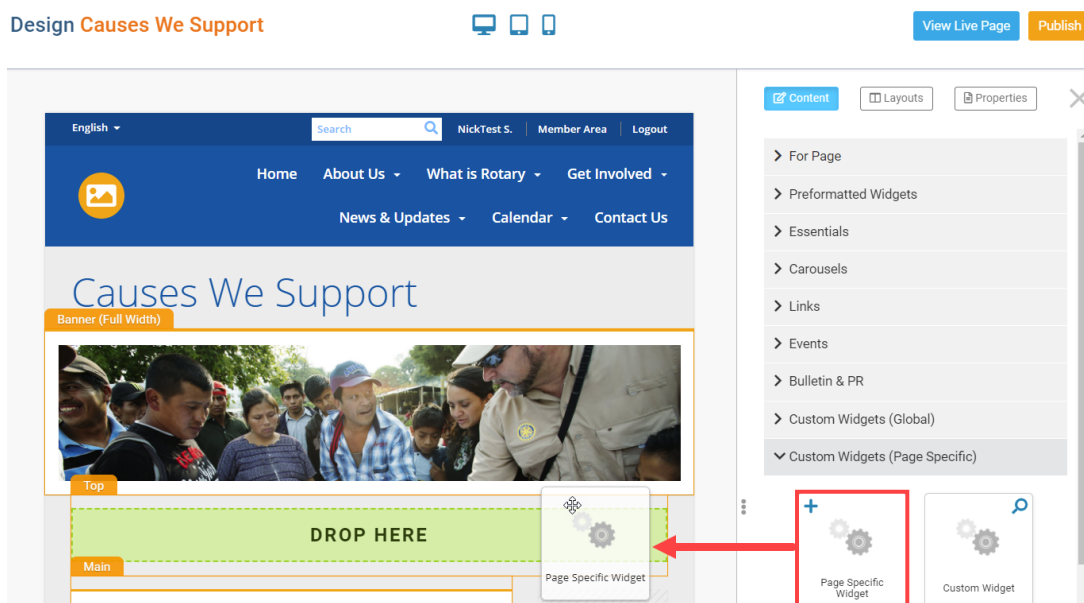 Design Causes We Support
View Live Page
Publish
Content
Layouts
Properties
English
Search
NickTest S.
Member Area
Logout
Home
About Us
What is Rotary
Get Involved
News & Updates
Calendar
Contact Us
Causes We Support
Banner (Full Width)
Top
DROP HERE
Main
Page Specific Widget
For Page
Preformatted Widgets
Essentials
Carousels
Links
Events
Bulletin & PR
Custom Widgets (Global)
Custom Widgets (Page Specific)
Page Specific
Widget
Custom Widget